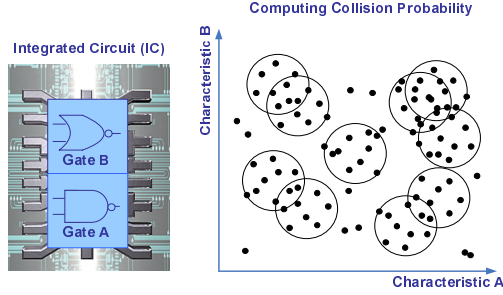 Computing Collision Probability
Integrated Circuit (IC)
Characteristic B
Gate B
Gate A
Characteristic A